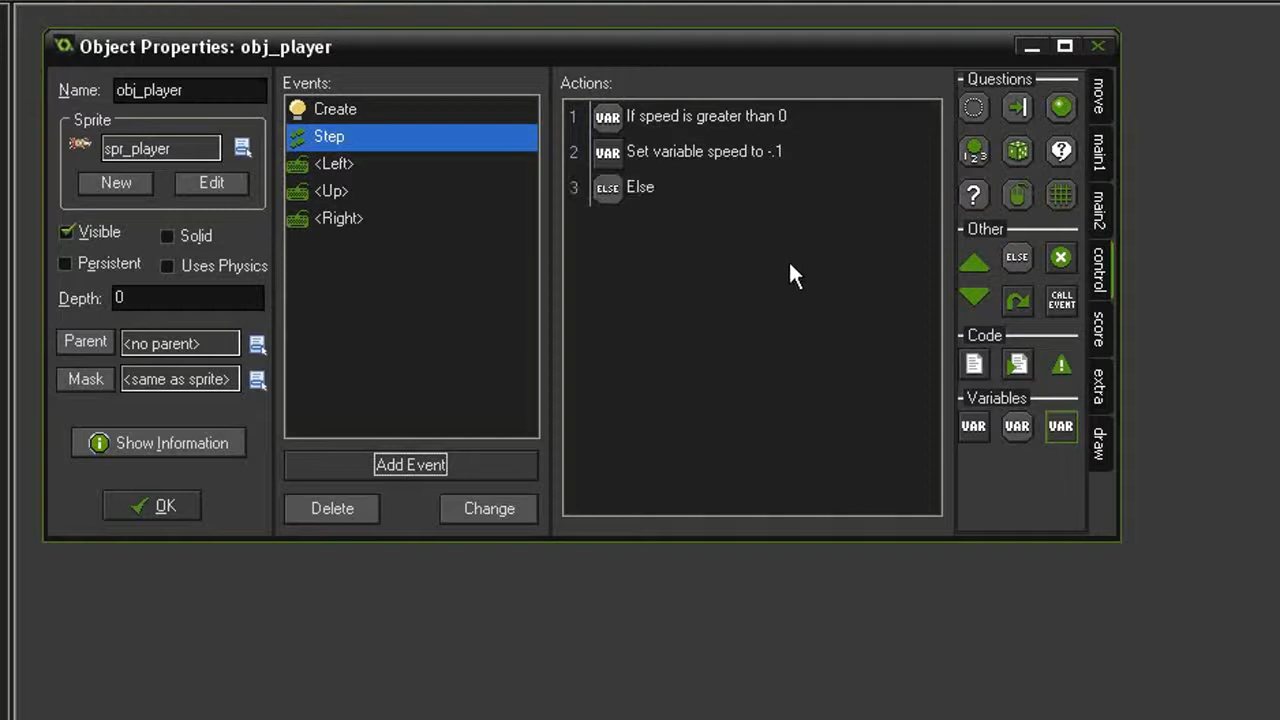 Object Properties: obj_player
Name: obj_player
Sprite
spr_player
New Edit
Visible Solid
Persistent Uses Physics
Depth: 0
Parent <no parent>
Mask <same as sprite>
Show Information
OK
Events:
Create
Step
<Left>
<Up>
<Right>
Add Event
Delete Change
Actions:
1 VAR If speed is greater than 0
2 VAR Set variable speed to -.1
3 ELSE Else
Questions
1 2 3 ?
?
Other
ELSE
CALL EVENT
Code
Variables
VAR VAR VAR
move
main1
main2
control
score
extra
draw